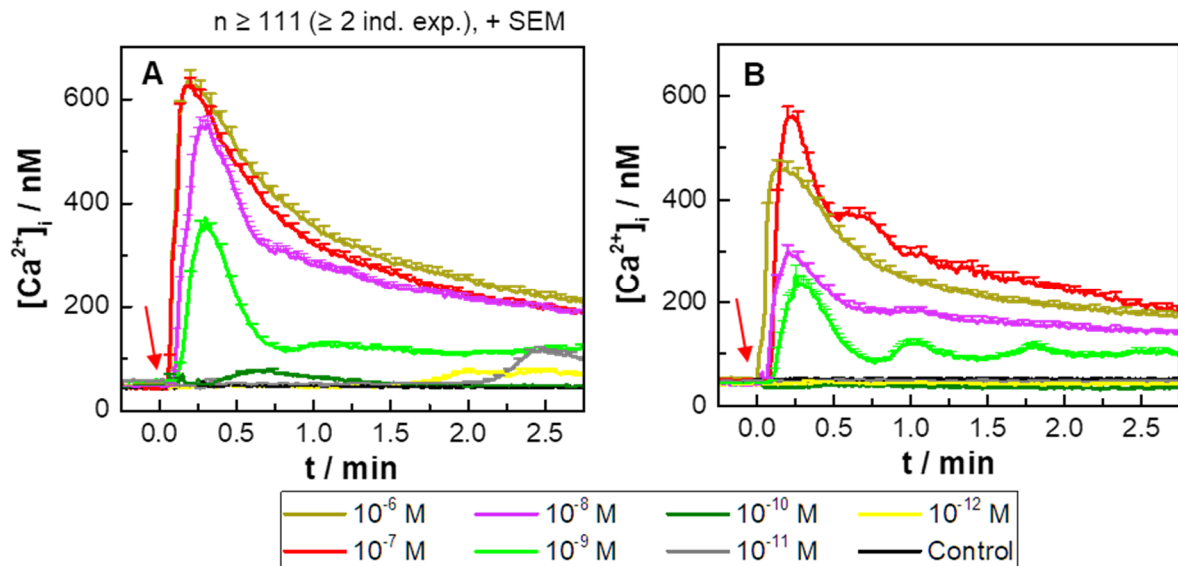 n ≥ 111 (≥ 2 ind. exp.), + SEM
A
[Ca²⁺]ᵢ / nM
600
400
200
0
0.0 0.5 1.0 1.5 2.0 2.5
t / min
B
[Ca²⁺]ᵢ / nM
600
400
200
0
0.0 0.5 1.0 1.5 2.0 2.5
t / min
10⁻⁶ M 10⁻⁸ M 10⁻¹⁰ M 10⁻¹² M
10⁻⁷ M 10⁻⁹ M 10⁻¹¹ M Control